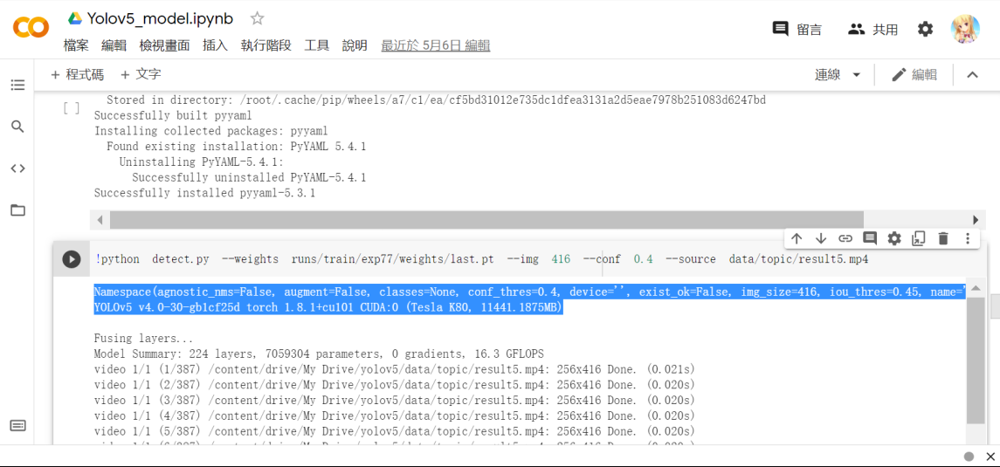 Yolov5_model.ipynb
留言
共用
檔案 編輯 檢視畫面 插入 執行階段 工具 說明 最近於 5月6日 編輯
+ 程式碼 + 文字
連線
編輯
[ ]
Stored in directory: /root/.cache/pip/wheels/a7/c1/ea/cf5bd31012e735dc1dfea3131a2d5eae7978b251083d6247bd
Successfully built pyyaml
Installing collected packages: pyyaml
Found existing installation: PyYAML 5.4.1
Uninstalling PyYAML-5.4.1:
Successfully uninstalled PyYAML-5.4.1
Successfully installed pyyaml-5.3.1
!python detect.py --weights runs/train/exp77/weights/last.pt --img 416 --conf 0.4 --source data/topic/result5.mp4
Namespace(agnostic_nms=False, augment=False, classes=None, conf_thres=0.4, device='', exist_ok=False, img_size=416, iou_thres=0.45, name='
YOLOv5 v4.0-30-gb1cf25d torch 1.8.1+cu101 CUDA:0 (Tesla K80, 11441.1875MB)
Fusing layers...
Model Summary: 224 layers, 7059304 parameters, 0 gradients, 16.3 GFLOPS
video 1/1 (1/387) /content/drive/My Drive/yolov5/data/topic/result5.mp4: 256x416 Done. (0.021s)
video 1/1 (2/387) /content/drive/My Drive/yolov5/data/topic/result5.mp4: 256x416 Done. (0.020s)
video 1/1 (3/387) /content/drive/My Drive/yolov5/data/topic/result5.mp4: 256x416 Done. (0.020s)
video 1/1 (4/387) /content/drive/My Drive/yolov5/data/topic/result5.mp4: 256x416 Done. (0.020s)
video 1/1 (5/387) /content/drive/My Drive/yolov5/data/topic/result5.mp4: 256x416 Done. (0.020s)